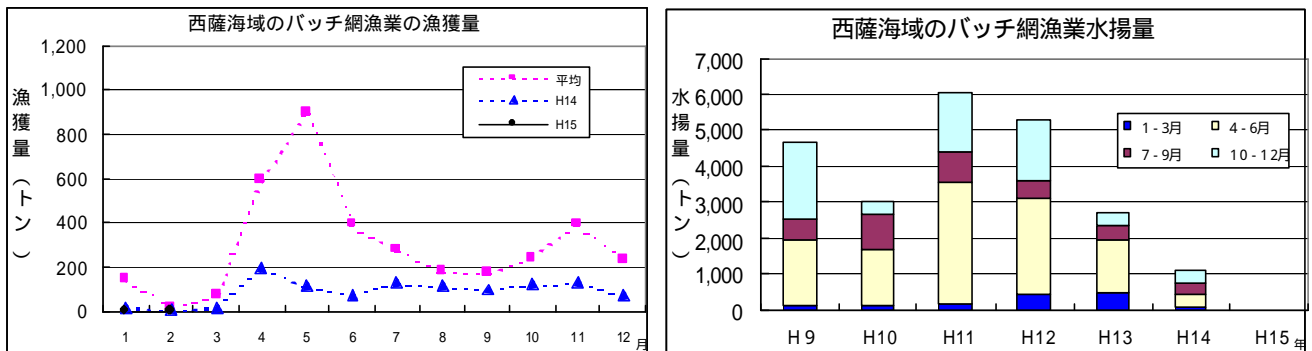 西薩海域のバッチ網漁業の漁獲量
漁獲量（トン）
1,200
1,000
800
600
400
200
0
平均
H14
H15
1 2 3 4 5 6 7 8 9 10 11 12 月
西薩海域のバッチ網漁業水揚量
水揚量（トン）
7,000
6,000
5,000
4,000
3,000
2,000
1,000
0
1-3月 4-6月
7-9月 10-12月
H9 H10 H11 H12 H13 H14 H15 年